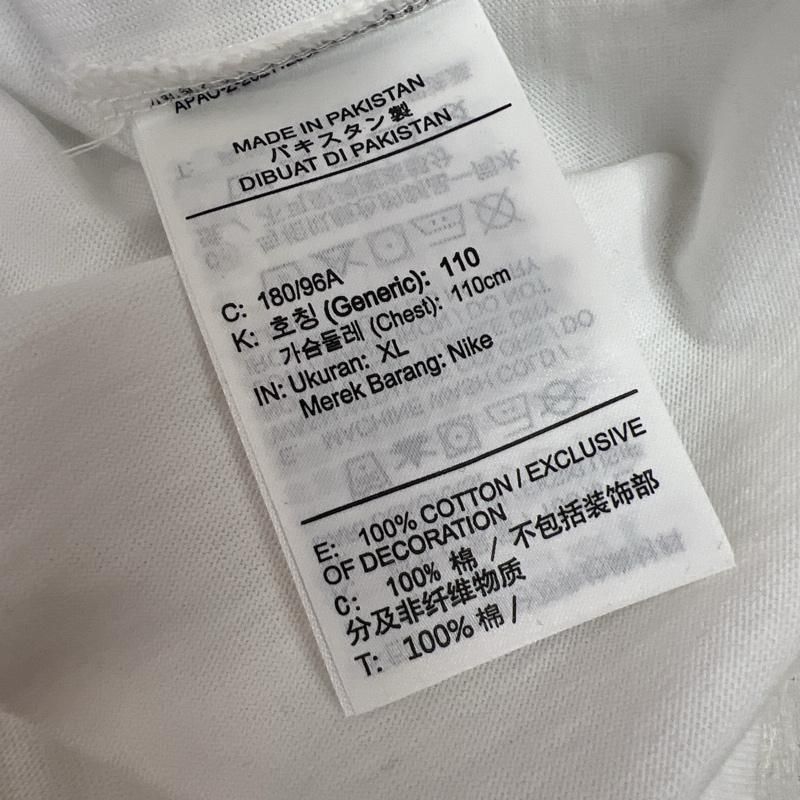 MADE IN PAKISTAN
パキスタン製
DIBUAT DI PAKISTAN
C: 180/96A
K: 호칭 (Generic): 110
가슴둘레 (Chest): 110cm
IN: Ukuran: XL
Merek Barang: Nike
E: 100% COTTON / EXCLUSIVE
OF DECORATION
C: 100% 棉 / 不包括装饰部
分及非纤维物质
T: 100% 棉 /